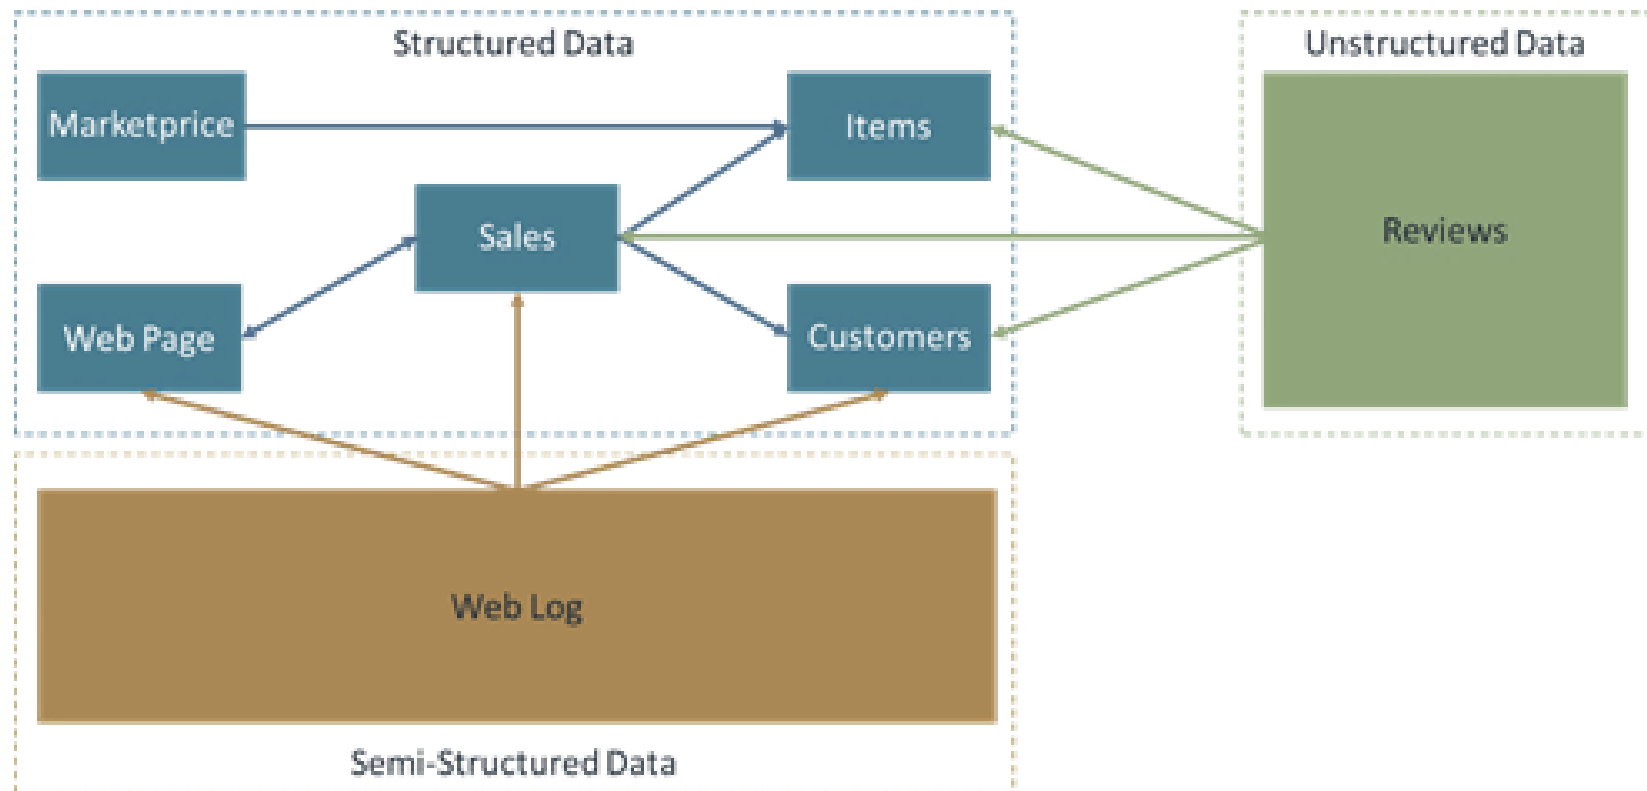 Structured Data
Unstructured Data
Marketprice
Items
Sales
Reviews
Web Page
Customers
Web Log
Semi-Structured Data